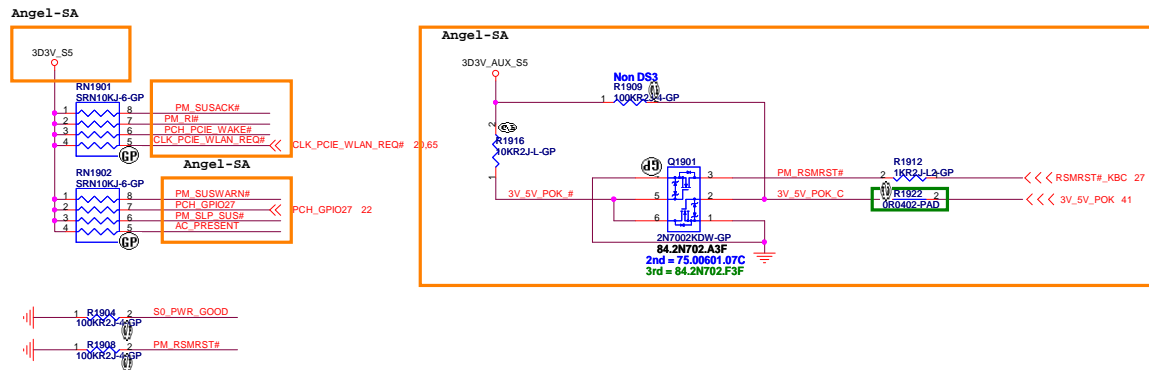 Angel-SA
3D3V_S5
RN1901
SRN10KJ-6-GP
1 8 PM_SUSACK#
2 7 PM_RI#
3 6 PCH_PCIE_WAKE#
4 5 CLK_PCIE_WLAN_REQ#
CLK_PCIE_WLAN_REQ# 20,65
GP
Angel-SA
RN1902
SRN10KJ-6-GP
1 8 PM_SUSWARN#
2 7 PCH_GPIO27
PCH_GPIO27 22
3 6 PM_SLP_SUS#
4 5 AC_PRESENT
GP
1 R1904 2 S0_PWR_GOOD
100KR2J-4-GP
1 R1908 2 PM_RSMRST#
100KR2J-4-GP
Angel-SA
3D3V_AUX_S5
Non DS3
R1909
1 2
2
R1916
10KR2J-L-GP
1
3V_5V_POK_#
GP
Q1901
4 3
5 2
6 1
2N7002KDW-GP
84.2N702.A3F
2nd = 75.00601.07C
3rd = 84.2N702.F3F
PM_RSMRST#
R1912
2 1
1KR2J-L2-GP
RSMRST#_KBC 27
3V_5V_POK_C
R1922
2
0R0402-PAD
3V_5V_POK 41